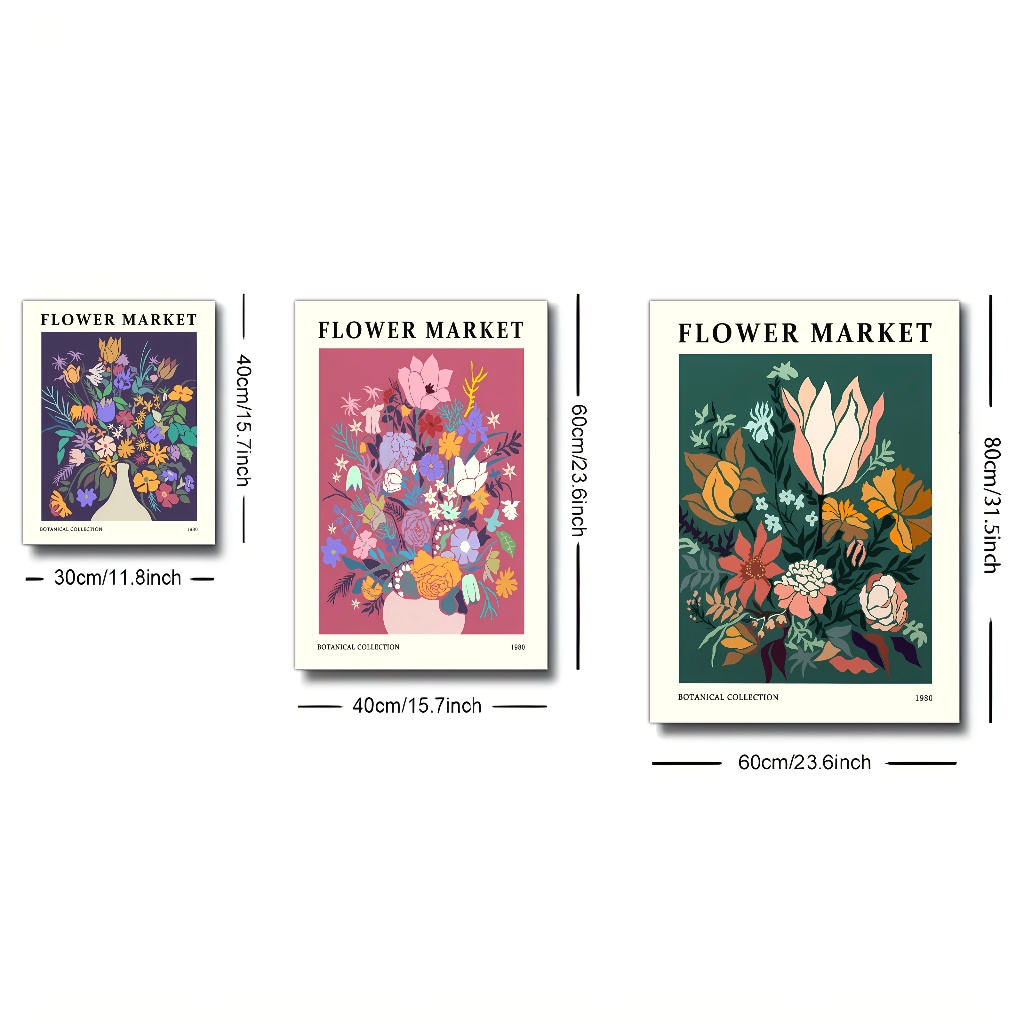 FLOWER MARKET
BOTANICAL COLLECTION 1980
40cm/15.7inch
30cm/11.8inch
FLOWER MARKET
BOTANICAL COLLECTION 1980
60cm/23.6inch
40cm/15.7inch
FLOWER MARKET
BOTANICAL COLLECTION 1980
80cm/31.5inch
60cm/23.6inch